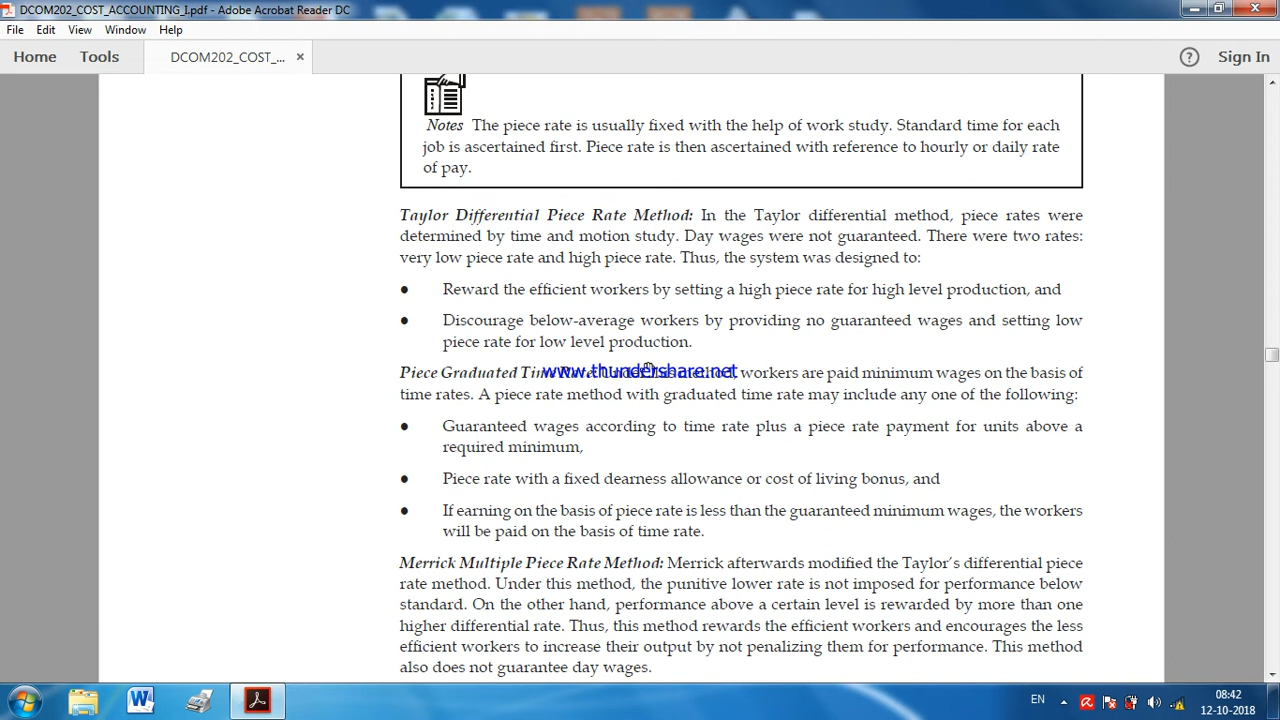 DCOM202_COST_ACCOUNTING_I.pdf - Adobe Acrobat Reader DC
File Edit View Window Help
Home Tools DCOM202_COST_... × ? Sign In
Notes The piece rate is usually fixed with the help of work study. Standard time for each
job is ascertained first. Piece rate is then ascertained with reference to hourly or daily rate
of pay.
Taylor Differential Piece Rate Method: In the Taylor differential method, piece rates were
determined by time and motion study. Day wages were not guaranteed. There were two rates:
very low piece rate and high piece rate. Thus, the system was designed to:
● Reward the efficient workers by setting a high piece rate for high level production, and
● Discourage below-average workers by providing no guaranteed wages and setting low
piece rate for low level production.
Piece Graduated Time Rate: Under this method, workers are paid minimum wages on the basis of
www.thundershare.net
time rates. A piece rate method with graduated time rate may include any one of the following:
● Guaranteed wages according to time rate plus a piece rate payment for units above a
required minimum,
● Piece rate with a fixed dearness allowance or cost of living bonus, and
● If earning on the basis of piece rate is less than the guaranteed minimum wages, the workers
will be paid on the basis of time rate.
Merrick Multiple Piece Rate Method: Merrick afterwards modified the Taylor's differential piece
rate method. Under this method, the punitive lower rate is not imposed for performance below
standard. On the other hand, performance above a certain level is rewarded by more than one
higher differential rate. Thus, this method rewards the efficient workers and encourages the less
efficient workers to increase their output by not penalizing them for performance. This method
also does not guarantee day wages.
EN 08:42
12-10-2018